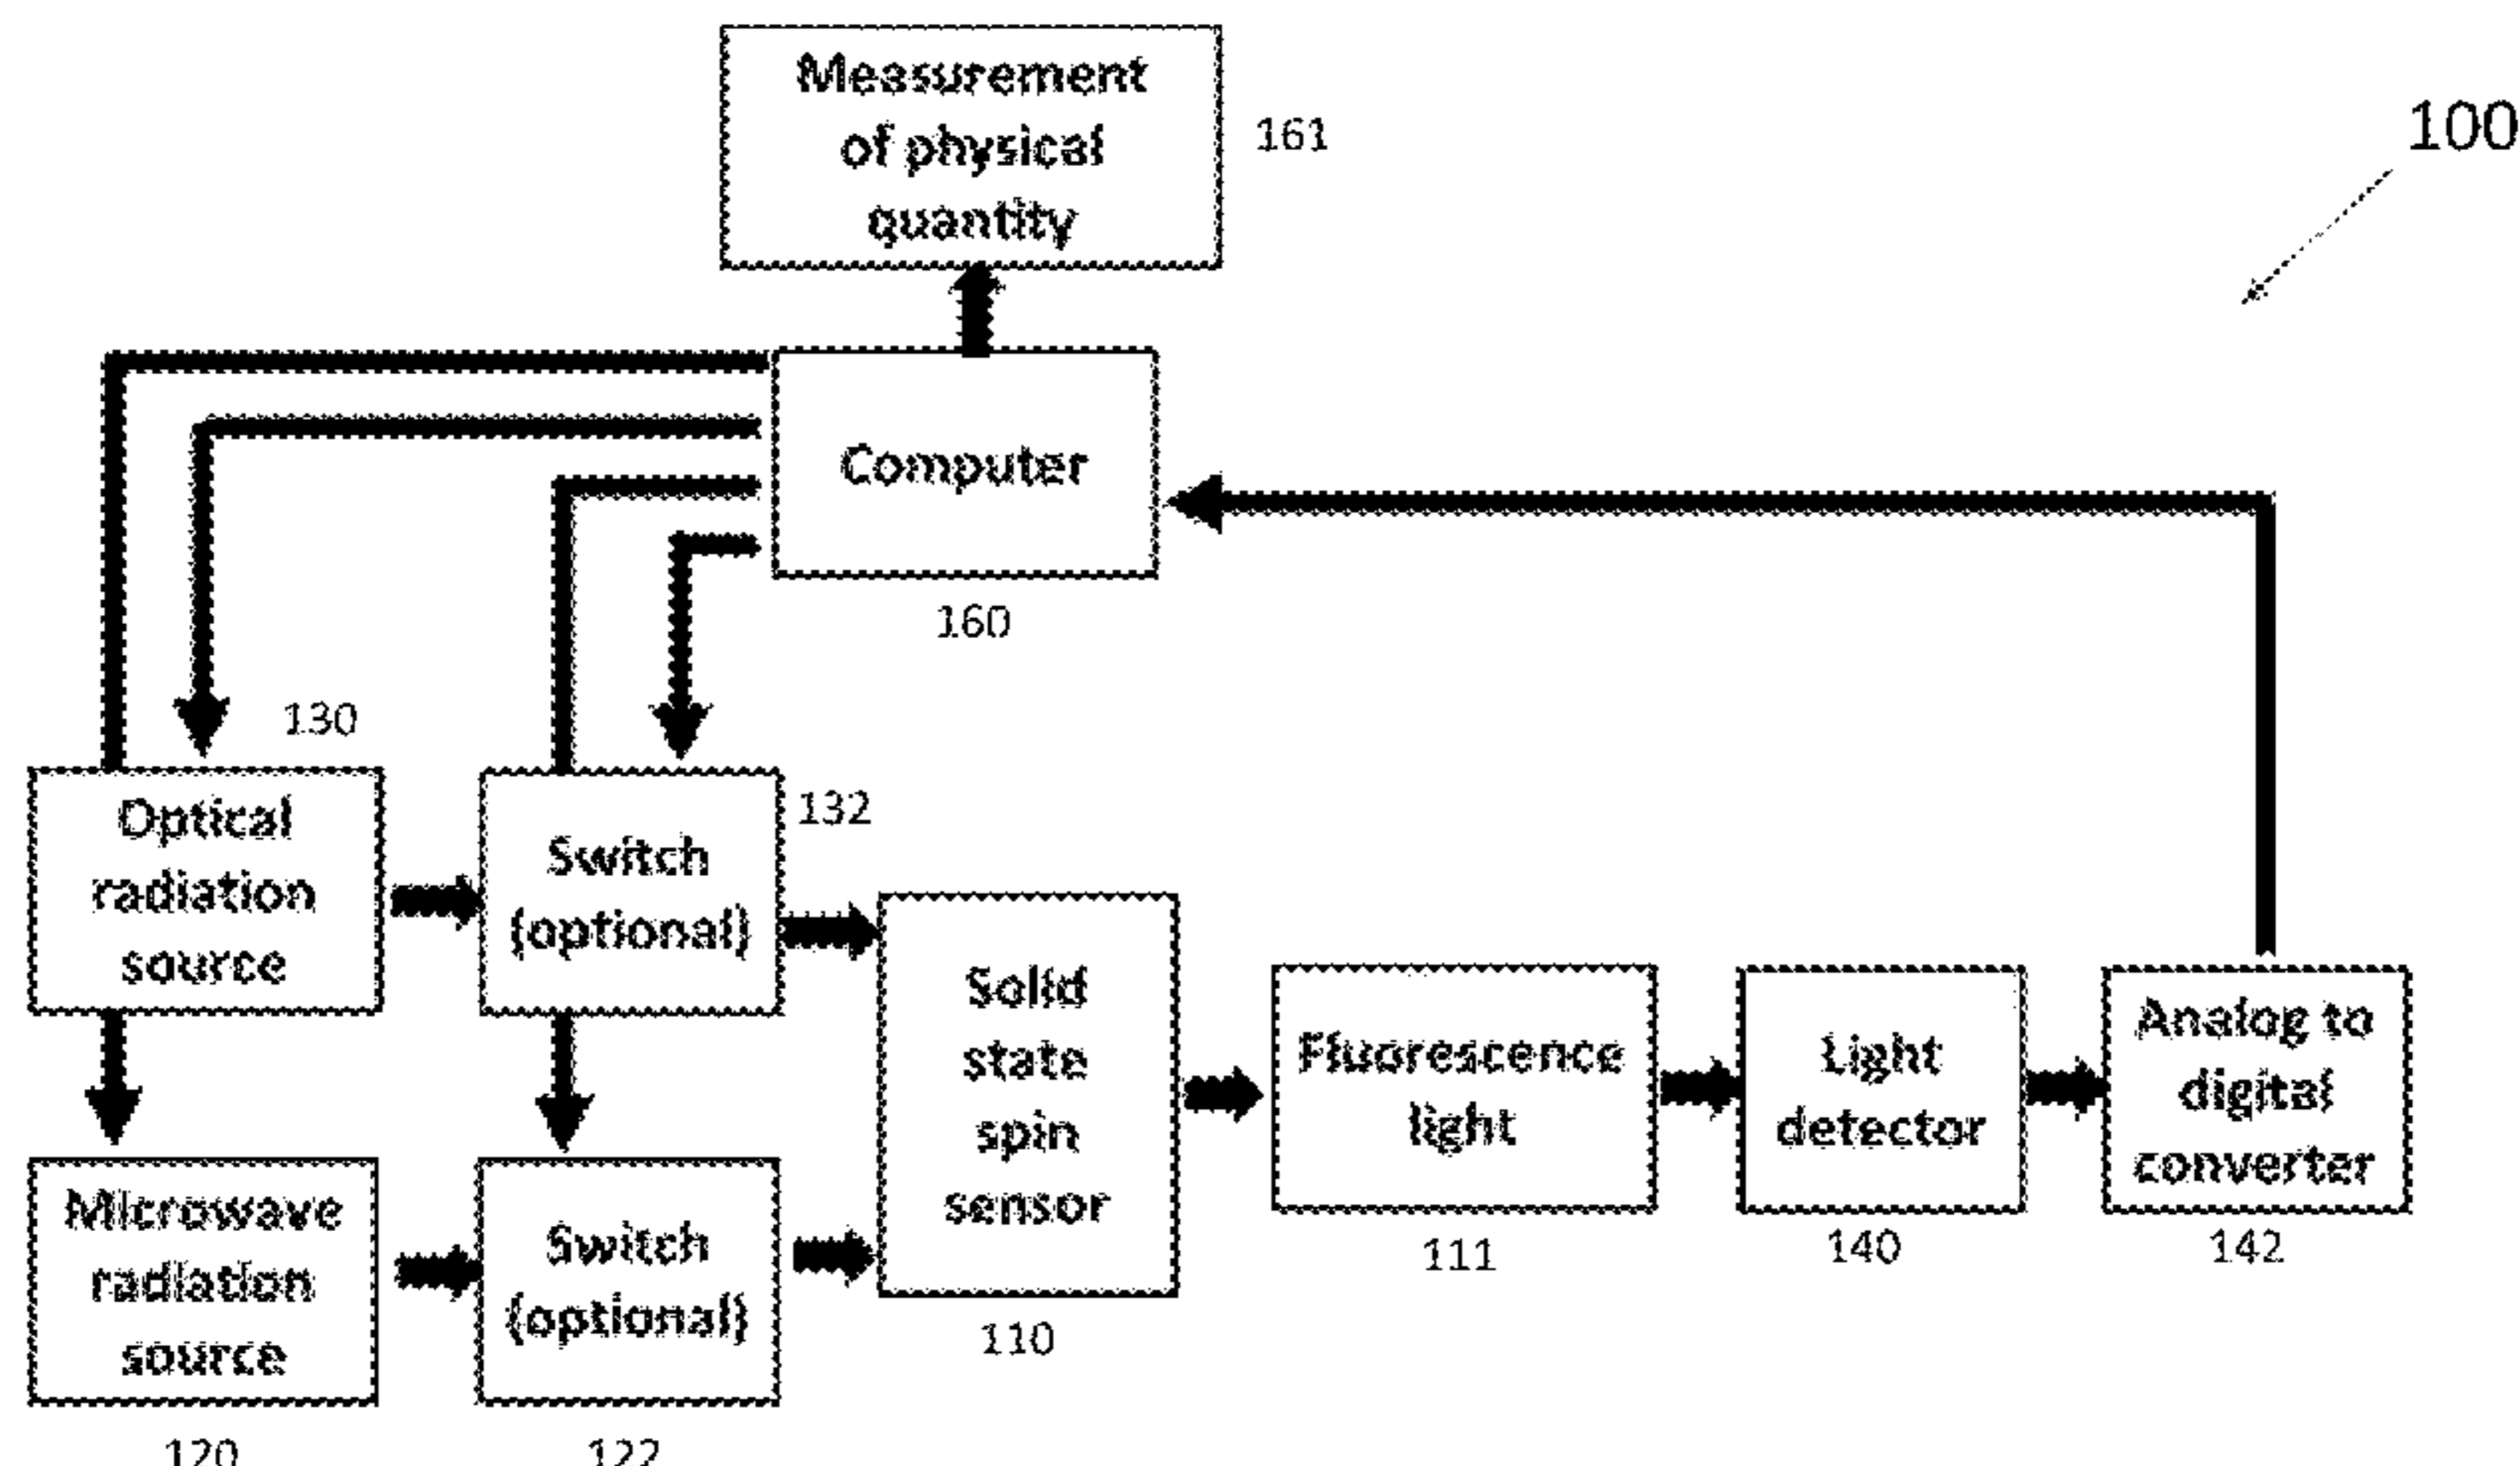 Measurement
of physical
quantity
161
100
Computer
160
130
Optical
radiation
source
132
Switch
(optional)
Solid
state
spin
sensor
110
Fluorescence
light
111
Light
detector
140
Analog to
digital
converter
142
Microwave
radiation
source
120
Switch
(optional)
122